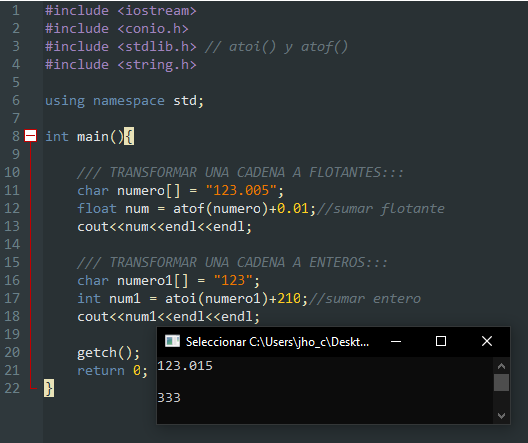 1 #include <iostream>
2 #include <conio.h>
3 #include <stdlib.h> // atoi() y atof()
4 #include <string.h>
5
6 using namespace std;
7
8 int main(){
9
10 /// TRANSFORMAR UNA CADENA A FLOTANTES:::
11 char numero[] = "123.005";
12 float num = atof(numero)+0.01;//sumar flotante
13 cout<<num<<endl<<endl;
14
15 /// TRANSFORMAR UNA CADENA A ENTEROS:::
16 char numero1[] = "123";
17 int num1 = atoi(numero1)+210;//sumar entero
18 cout<<num1<<endl<<endl;
19
20 getch();
21 return 0;
22 }
Seleccionar C:\Users\jho_c\Deskt...
123.015
333